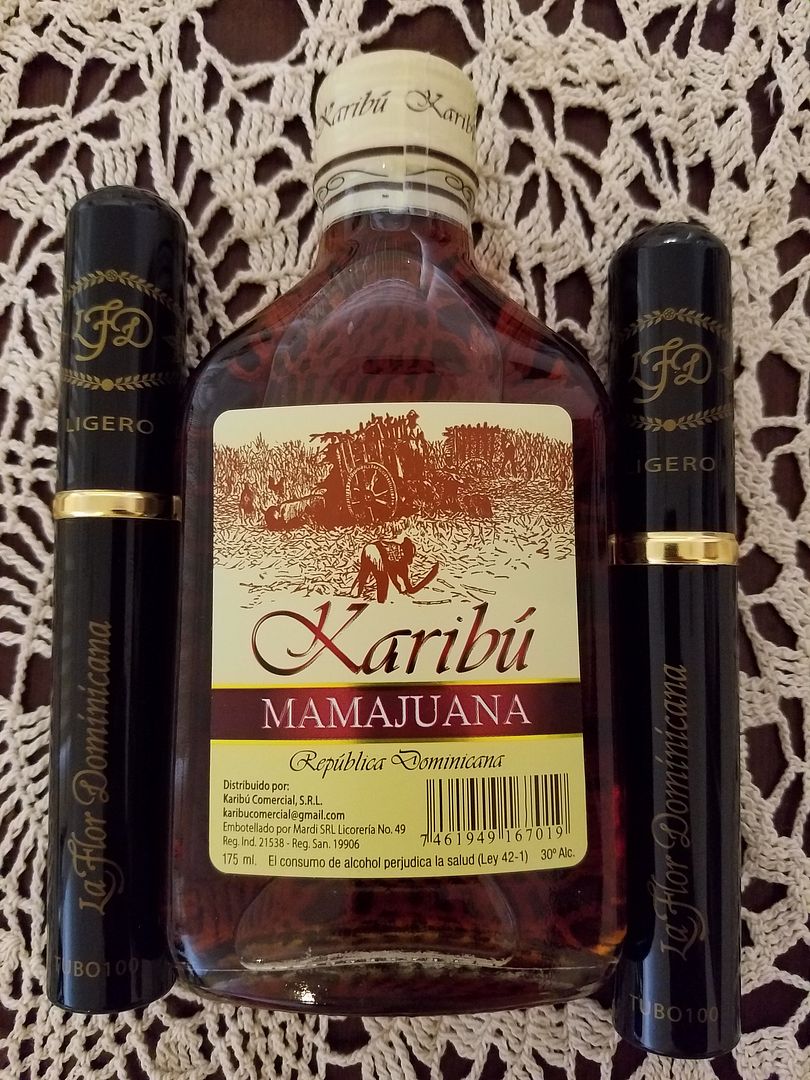 Karibú Karibú
LFD
LIGERO
La Flor Dominicana
TUBO100
Karibú
MAMAJUANA
República Dominicana
Distribuido por:
Karibú Comercial, S.R.L.
karibucomercial@gmail.com
Embotellado por Mardi SRL Licorería No. 49
Reg. Ind. 21538 - Reg. San. 19906
7 461949 167019
175 ml. El consumo de alcohol perjudica la salud (Ley 42-1) 30º Alc.
LFD
IGERO
La Flor Dominicana
TUBO100